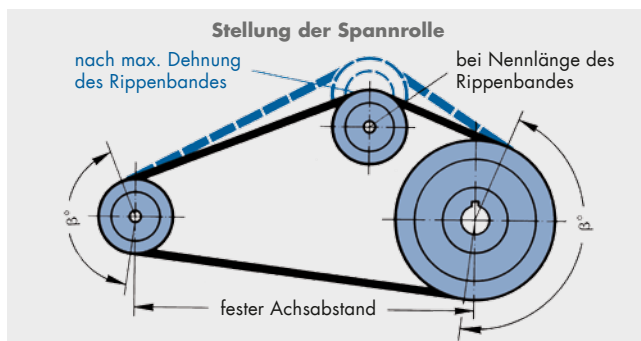 Stellung der Spannrolle
nach max. Dehnung
des Rippenbandes
bei Nennlänge des
Rippenbandes
β°
β°
fester Achsabstand